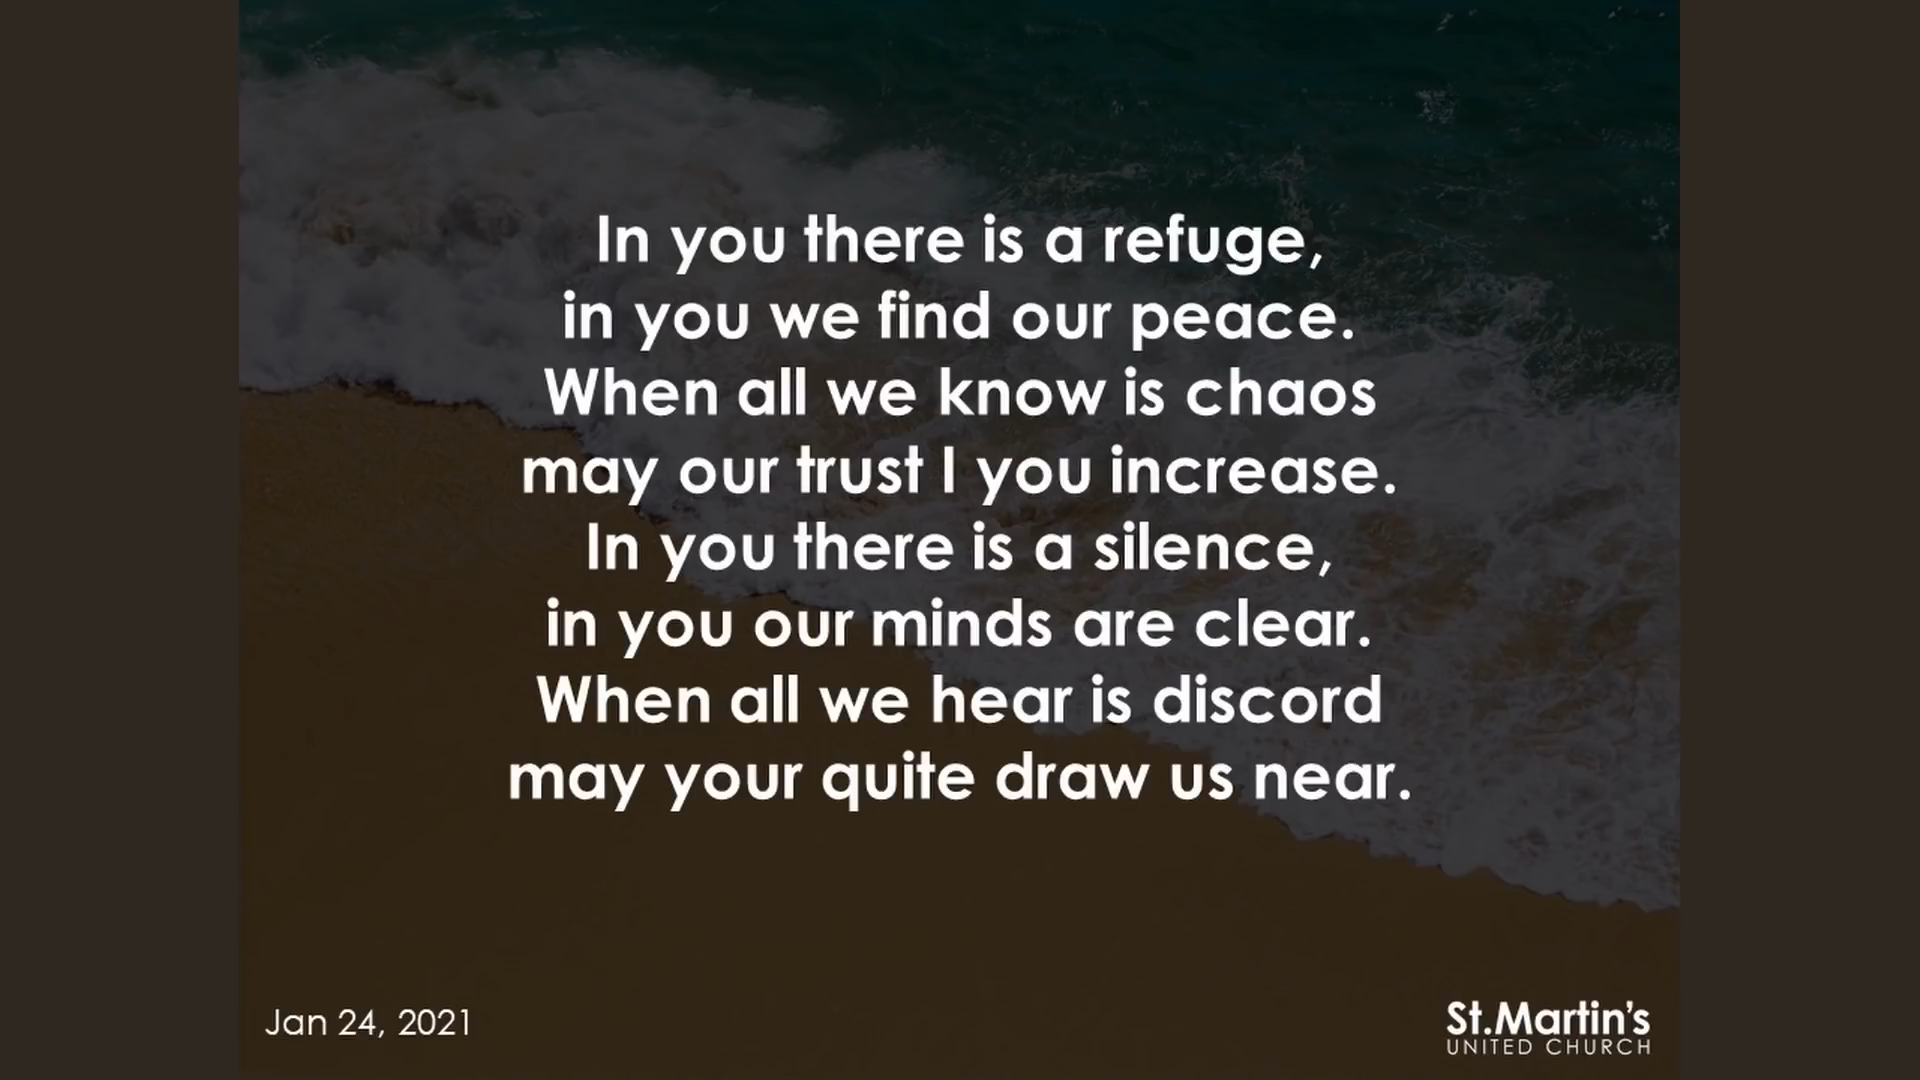 In you there is a refuge,
in you we find our peace.
When all we know is chaos
may our trust I you increase.
In you there is a silence,
in you our minds are clear.
When all we hear is discord
may your quite draw us near.
Jan 24, 2021
St.Martin's
UNITED CHURCH